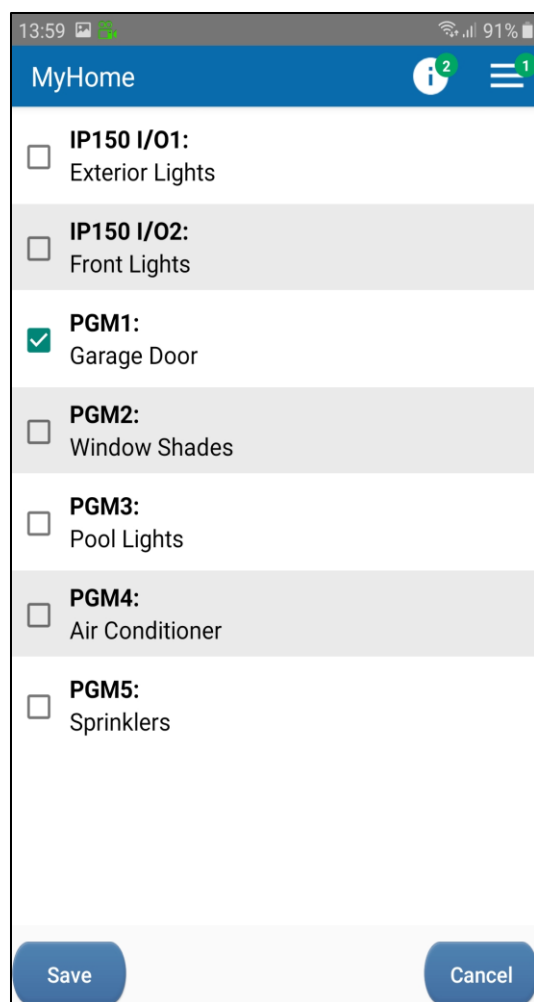 13:59 91%
MyHome i 2 1
IP150 I/O1:
Exterior Lights
IP150 I/O2:
Front Lights
PGM1:
Garage Door
PGM2:
Window Shades
PGM3:
Pool Lights
PGM4:
Air Conditioner
PGM5:
Sprinklers
Save Cancel